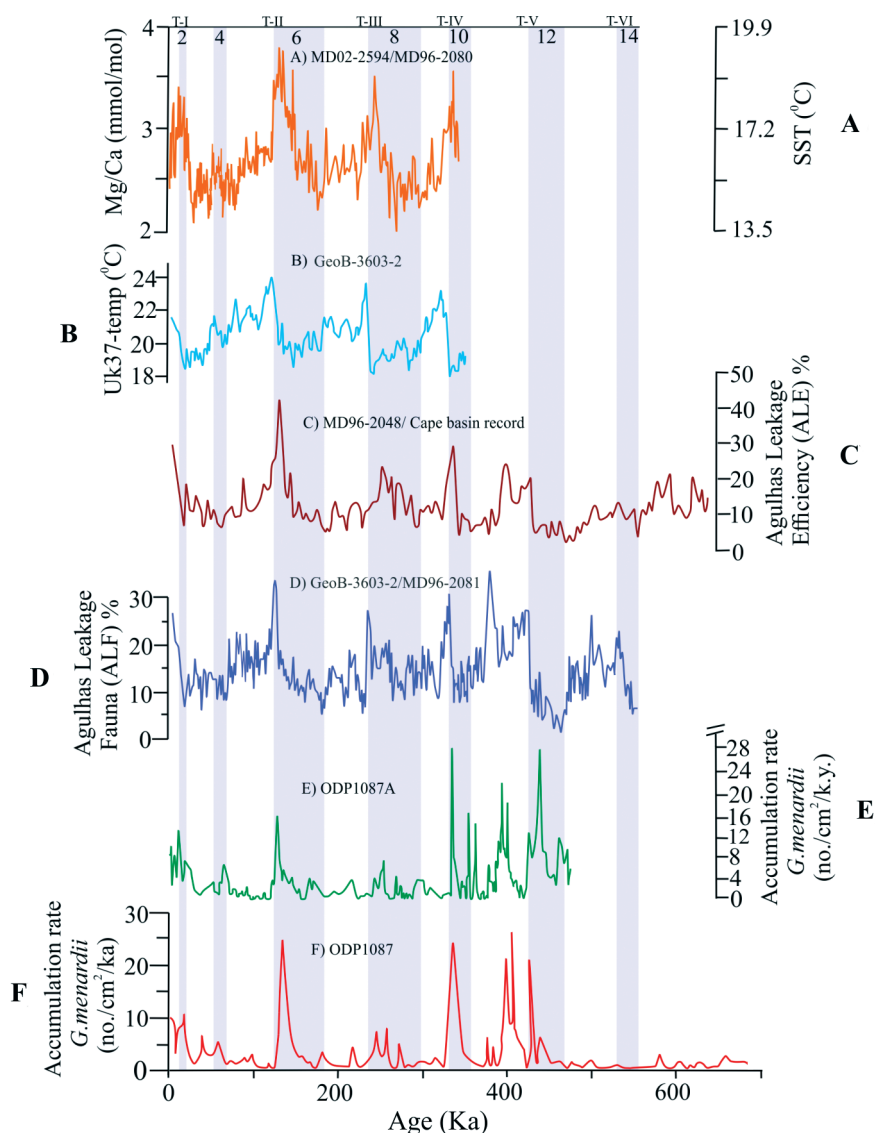 T-I T-II T-III T-IV T-V T-VI
2 4 6 8 10 12 14
4
3
2
Mg/Ca (mmol/mol)
A) MD02-2594/MD96-2080
19.9
17.2
13.5
SST (⁰C)
A
B
Uk37-temp (⁰C)
24
22
20
18
B) GeoB-3603-2
C) MD96-2048/ Cape basin record
50
40
30
20
10
0
Agulhas Leakage
Efficiency (ALE) %
C
D
Agulhas Leakage
Fauna (ALF) %
30
20
10
0
D) GeoB-3603-2/MD96-2081
E) ODP1087A
28
24
20
16
12
8
4
0
Accumulation rate
G.menardii
(no./cm²/k.y.)
E
F
Accumulation rate
G.menardii
(no./cm²/ka)
30
20
10
0
F) ODP1087
0 200 400 600
Age (Ka)